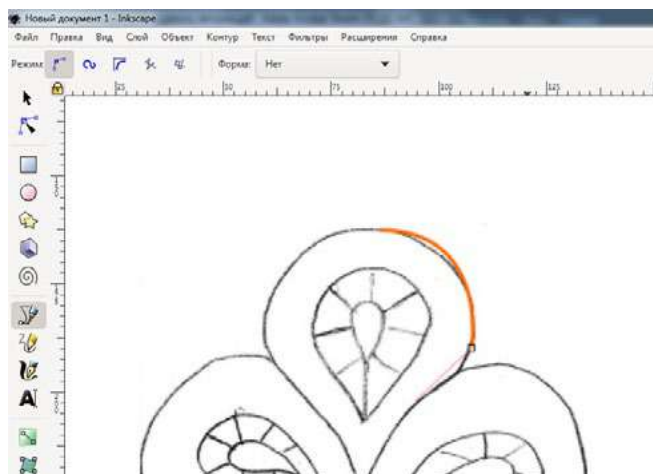 Новый документ 1 - Inkscape
Файл Правка Вид Слой Объект Контур Текст Фильтры Расширения Справка
Режим: Форма: Нет
25 50 75 100 125